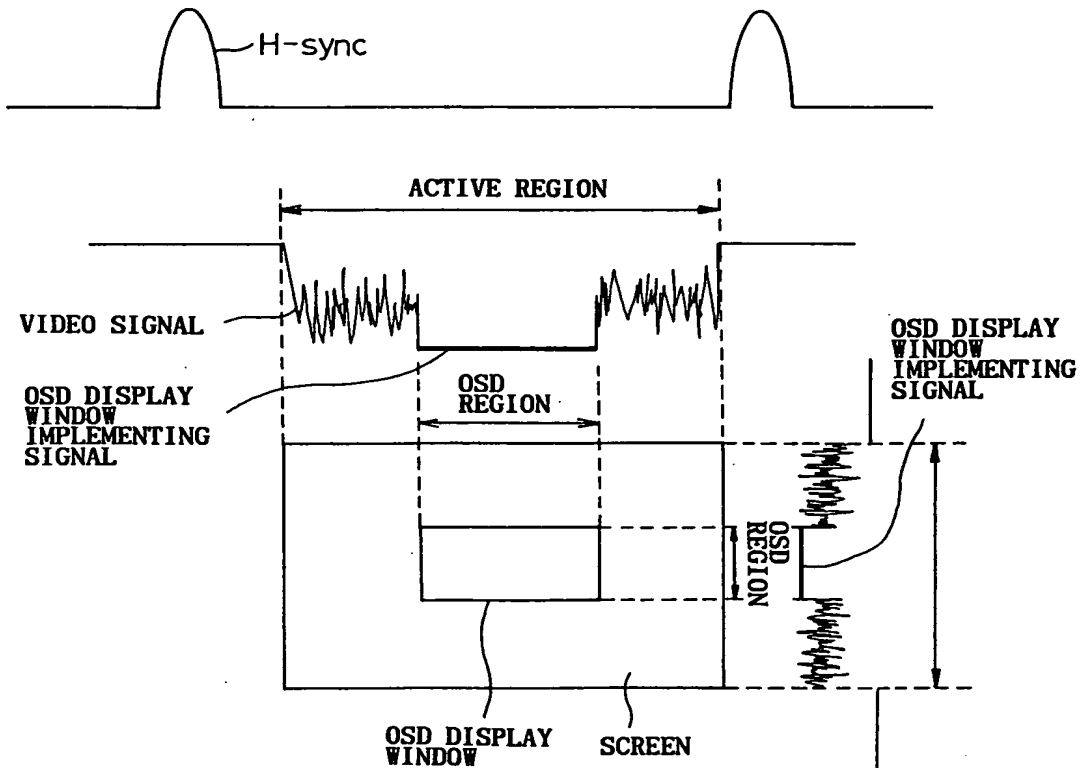 H-sync
ACTIVE REGION
VIDEO SIGNAL
OSD DISPLAY
WINDOW
IMPLEMENTING
SIGNAL
OSD
REGION
OSD DISPLAY
WINDOW
IMPLEMENTING
SIGNAL
OSD
REGION
OSD DISPLAY
WINDOW
SCREEN